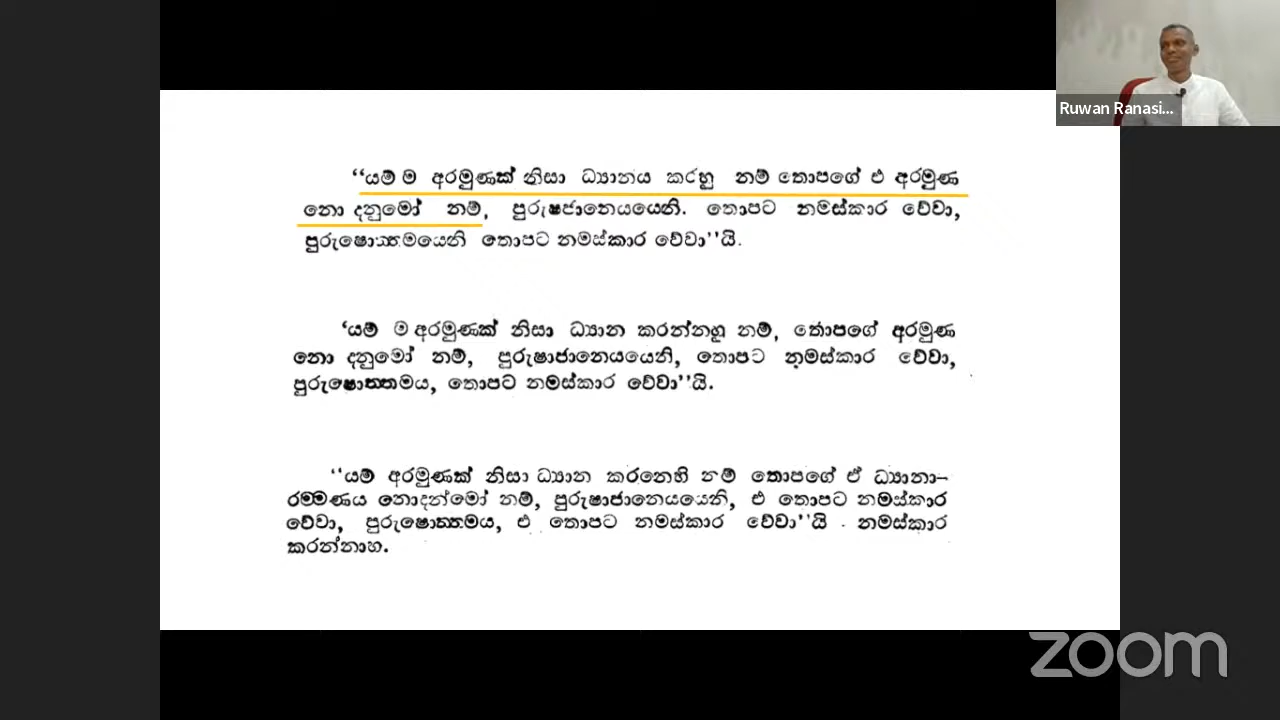 “යම් ම අරමුණක් නිසා ධ්‍යානය කරහු නම් තොපගේ එ අරමුණ
නො දනුමෝ නම්, පුරුෂජානෙයයෙනි. තොපට නමස්කාර වේවා,
පුරුෂොත්තමයෙනි තොපට නමස්කාර වේවා”යි.
‘යම් ම අරමුණක් නිසා ධ්‍යාන කරන්නහු නම්, තොපගේ අරමුණ
නො දනුමෝ නම්, පුරුෂාජානෙයයෙනි, තොපට නමස්කාර වේවා,
පුරුෂොත්තමය, තොපට නමස්කාර වේවා”යි.
“යම් අරමුණක් නිසා ධ්‍යාන කරනෙහි නම් තොපගේ ඒ ධ්‍යානා–
රම්මණය නොදන්මෝ නම්, පුරුෂාජානෙයයෙනි, එ තොපට නමස්කාර
වේවා, පුරුෂොත්තමය, එ තොපට නමස්කාර වේවා”යි නමස්කාර
කරන්නාහ.
Ruwan Ranasi...
zoom